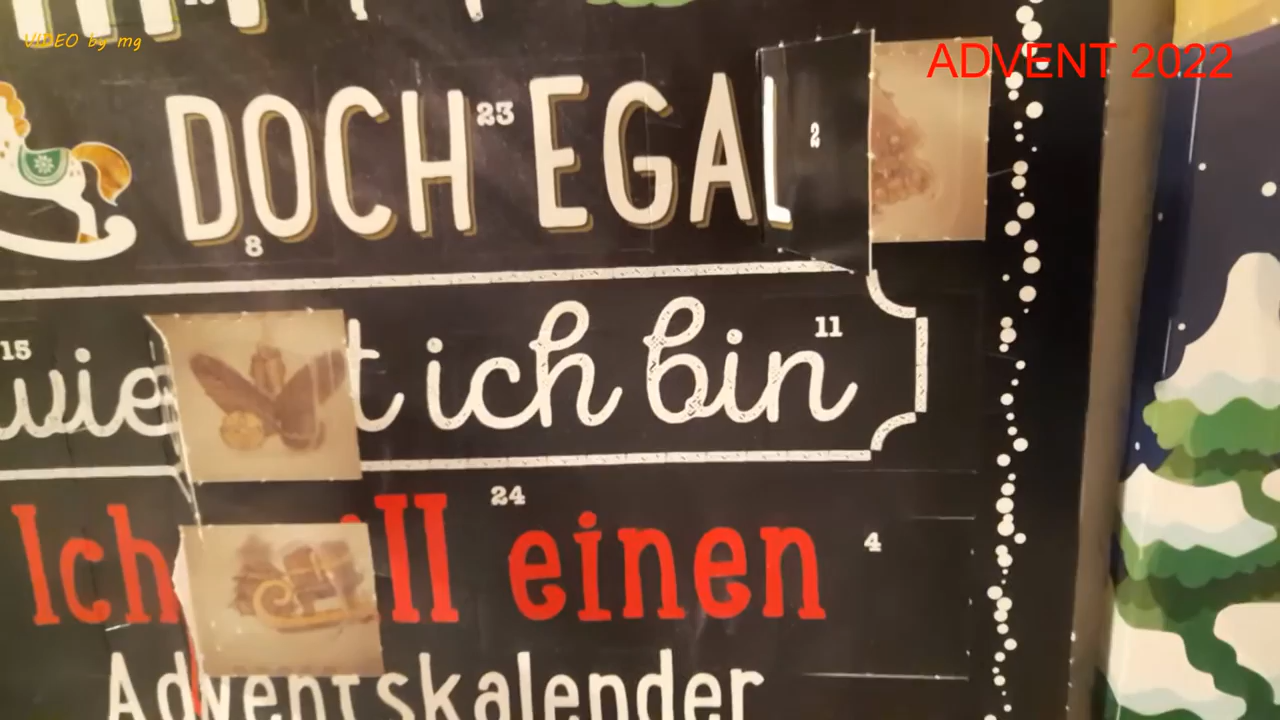 VIDEO by mg
ADVENT 2022
DOCH EGAL
23
2
8
15
11
wie t ich bin
24
Ich ill einen
4
Adventskalender